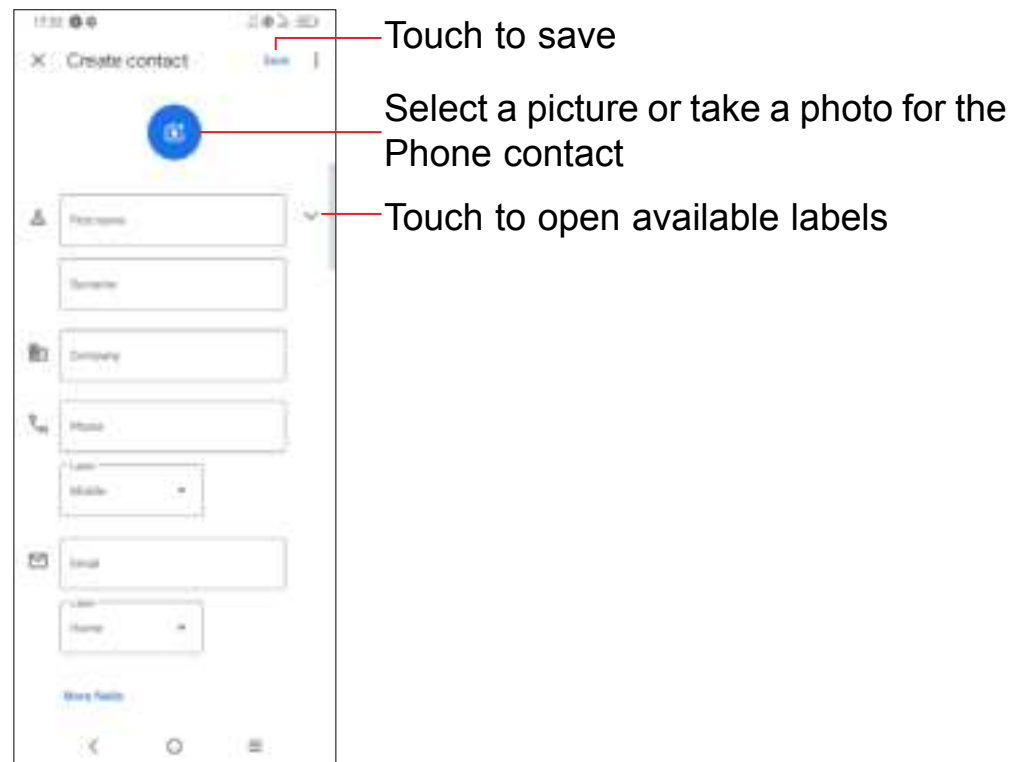 Create contact
Save
Touch to save
Select a picture or take a photo for the
Phone contact
Touch to open available labels
First name
Surname
Company
Phone
Label
Mobile
Email
Label
Home
More fields